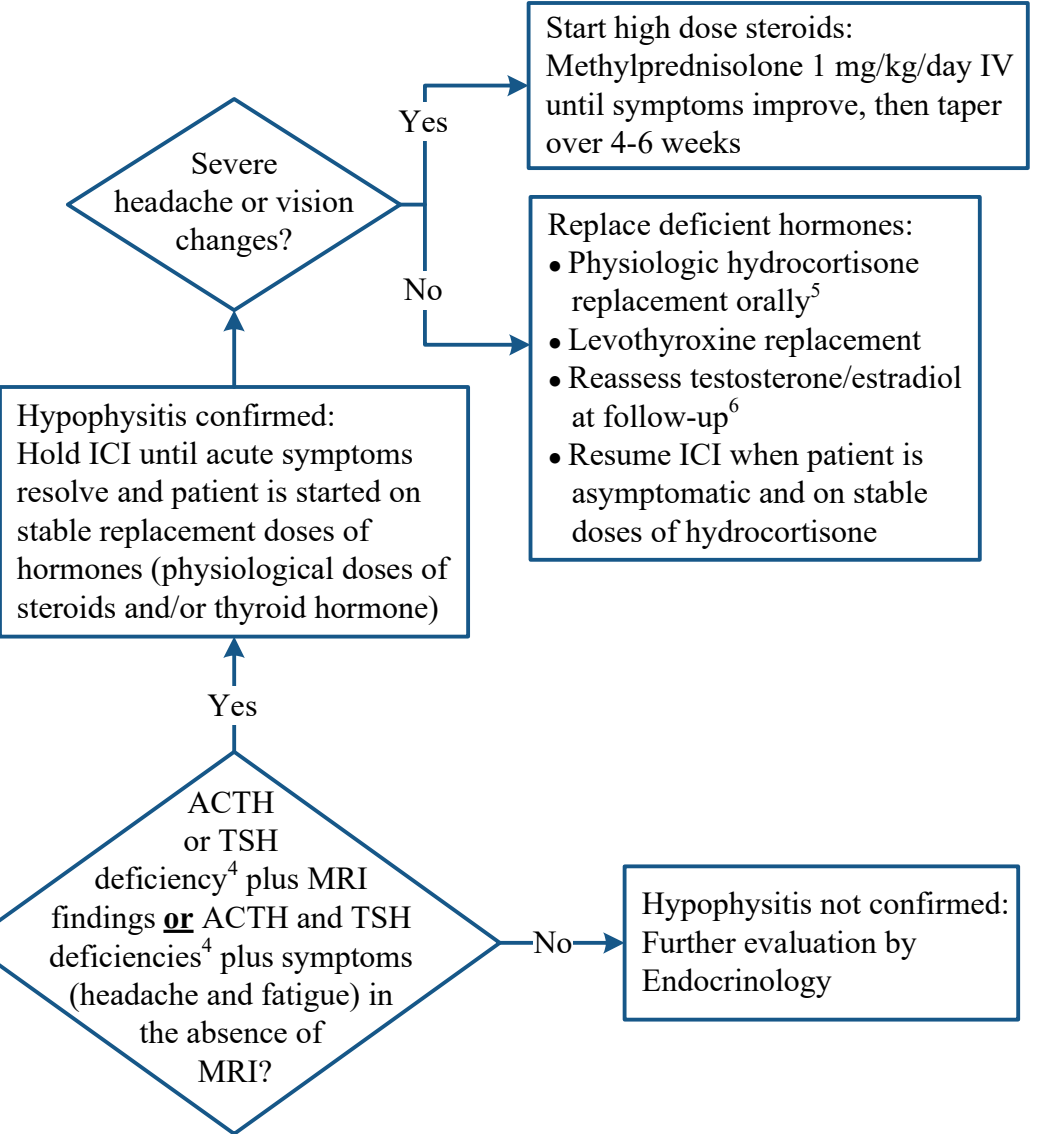 Start high dose steroids:
Methylprednisolone 1 mg/kg/day IV
until symptoms improve, then taper
over 4-6 weeks
Yes
Severe
headache or vision
changes?
Replace deficient hormones:
• Physiologic hydrocortisone
replacement orally5
• Levothyroxine replacement
• Reassess testosterone/estradiol
at follow-up6
• Resume ICI when patient is
asymptomatic and on stable
doses of hydrocortisone
No
Hypophysitis confirmed:
Hold ICI until acute symptoms
resolve and patient is started on
stable replacement doses of
hormones (physiological doses of
steroids and/or thyroid hormone)
Yes
ACTH
or TSH
deficiency4 plus MRI
findings or ACTH and TSH
deficiencies4 plus symptoms
(headache and fatigue) in
the absence of
MRI?
No
Hypophysitis not confirmed:
Further evaluation by
Endocrinology